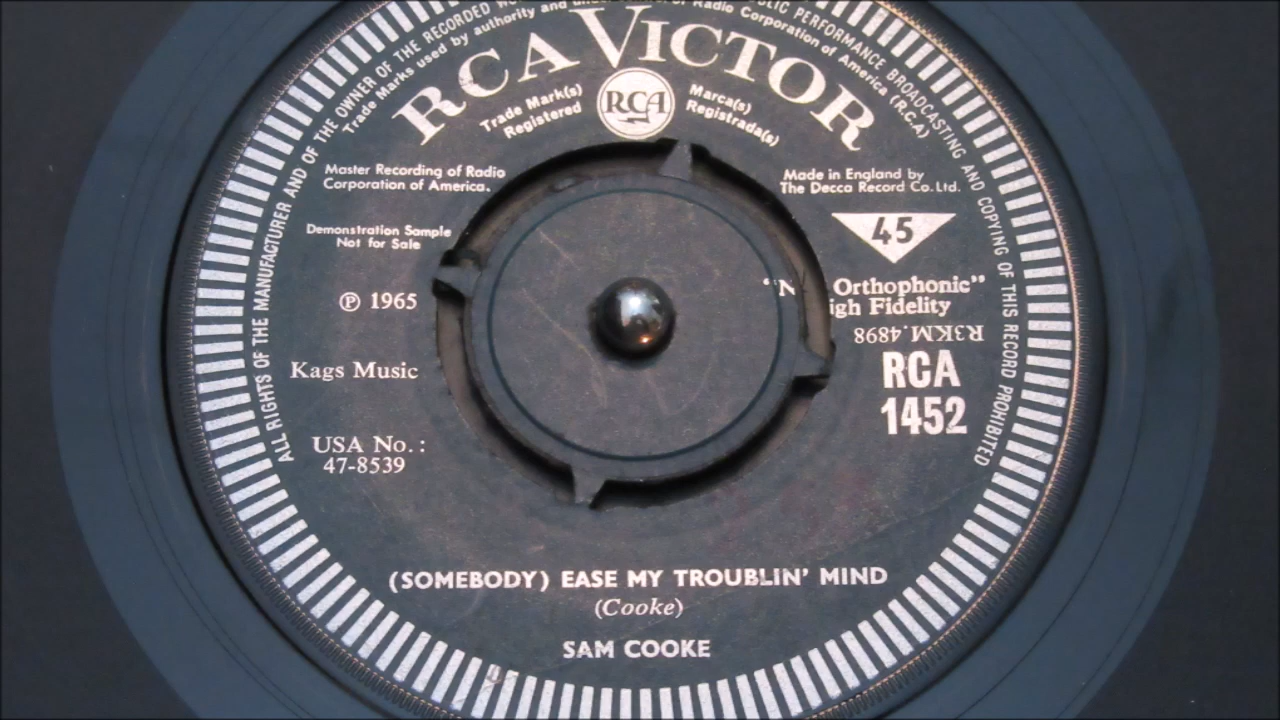 ALL RIGHTS OF THE MANUFACTURER AND OF THE OWNER OF THE RECORDED
PUBLIC PERFORMANCE BROADCASTING AND COPYING OF THIS RECORD PROHIBITED
Trade Marks used by authority and
of Radio Corporation of America (R.C.A)
RCA VICTOR
Trade Mark(s)
Registered
RCA
Marca(s)
Registrada(s)
Master Recording of Radio
Corporation of America.
Made in England by
The Decca Record Co. Ltd.
Demonstration Sample
Not for Sale
45
℗ 1965
Orthophonic”
Fidelity
R3KM.4898
Kags Music
RCA
1452
USA No.:
47-8539
(SOMEBODY) EASE MY TROUBLIN’ MIND
(Cooke)
SAM COOKE